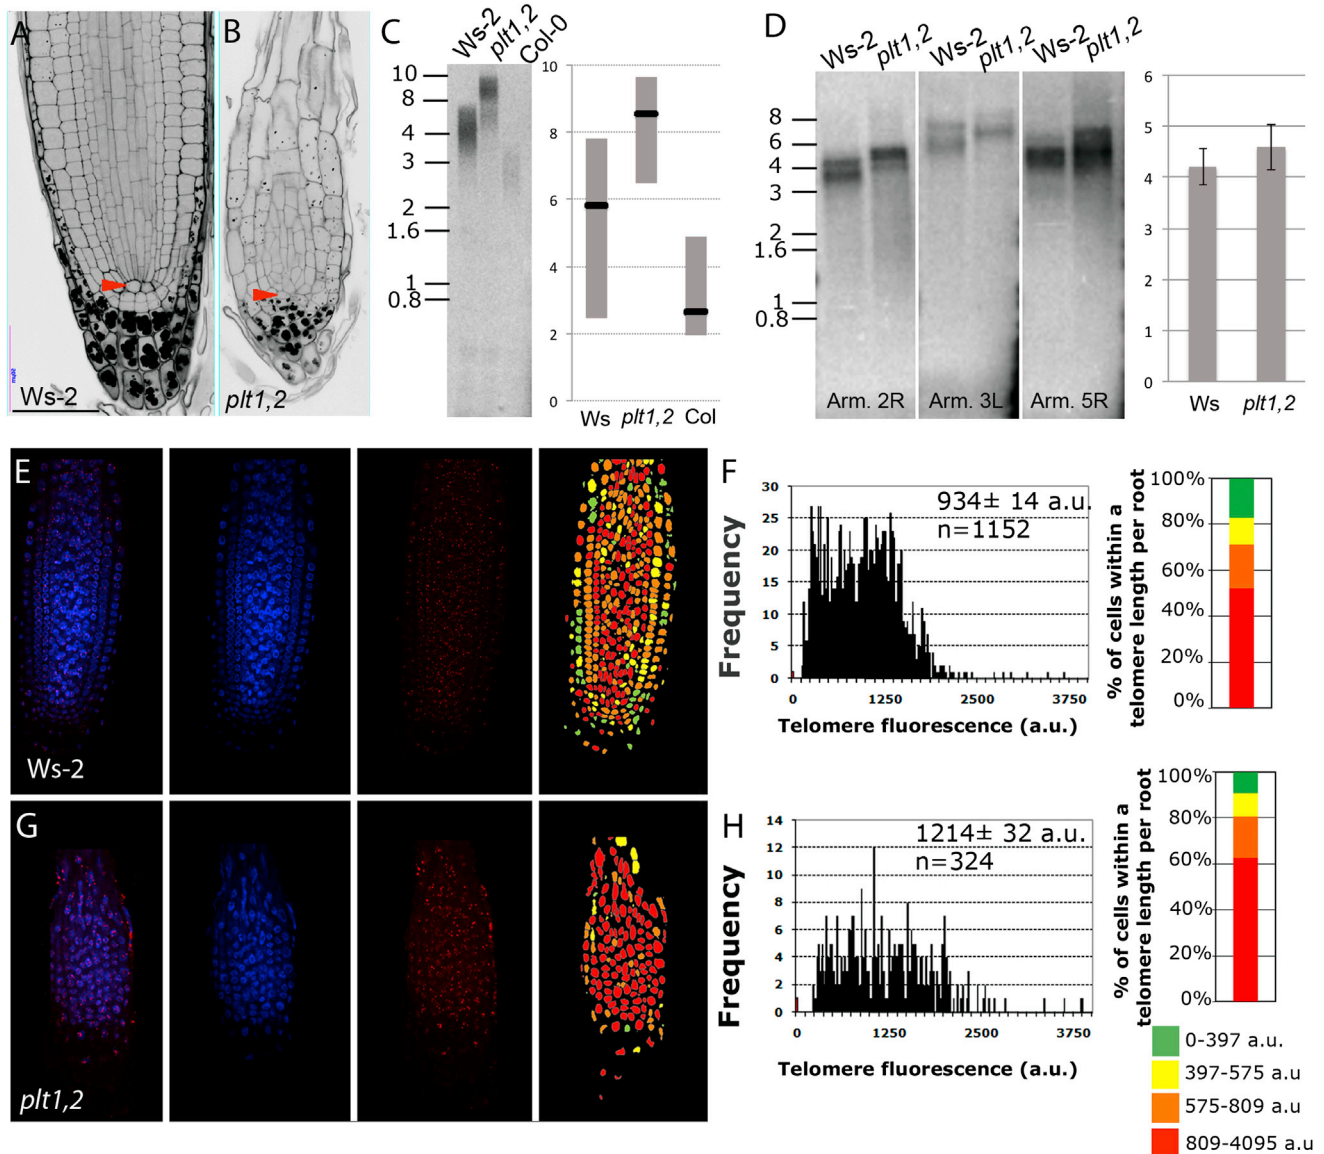 A
Ws-2
B
plt1,2
C
Ws-2
plt1,2
Col-0
10
8
4
3
2
1.6
1
0.8
10
8
6
4
2
0
Ws
plt1,2
Col
D
Ws-2
plt1,2
Ws-2
plt1,2
Ws-2
plt1,2
8
6
4
3
2
1.6
1
0.8
Arm. 2R
Arm. 3L
Arm. 5R
6
5
4
3
2
1
0
Ws
plt1,2
E
Ws-2
F
Frequency
30
25
20
15
10
5
0
934± 14 a.u.
n=1152
0
1250
2500
3750
Telomere fluorescence (a.u.)
% of cells within a
telomere length per root
100%
80%
60%
40%
20%
0%
G
plt1,2
H
Frequency
14
12
10
8
6
4
2
0
1214± 32 a.u.
n=324
0
1250
2500
3750
Telomere fluorescence (a.u.)
% of cells within a
telomere length per root
100%
80%
60%
40%
20%
0%
0-397 a.u.
397-575 a.u
575-809 a.u
809-4095 a.u